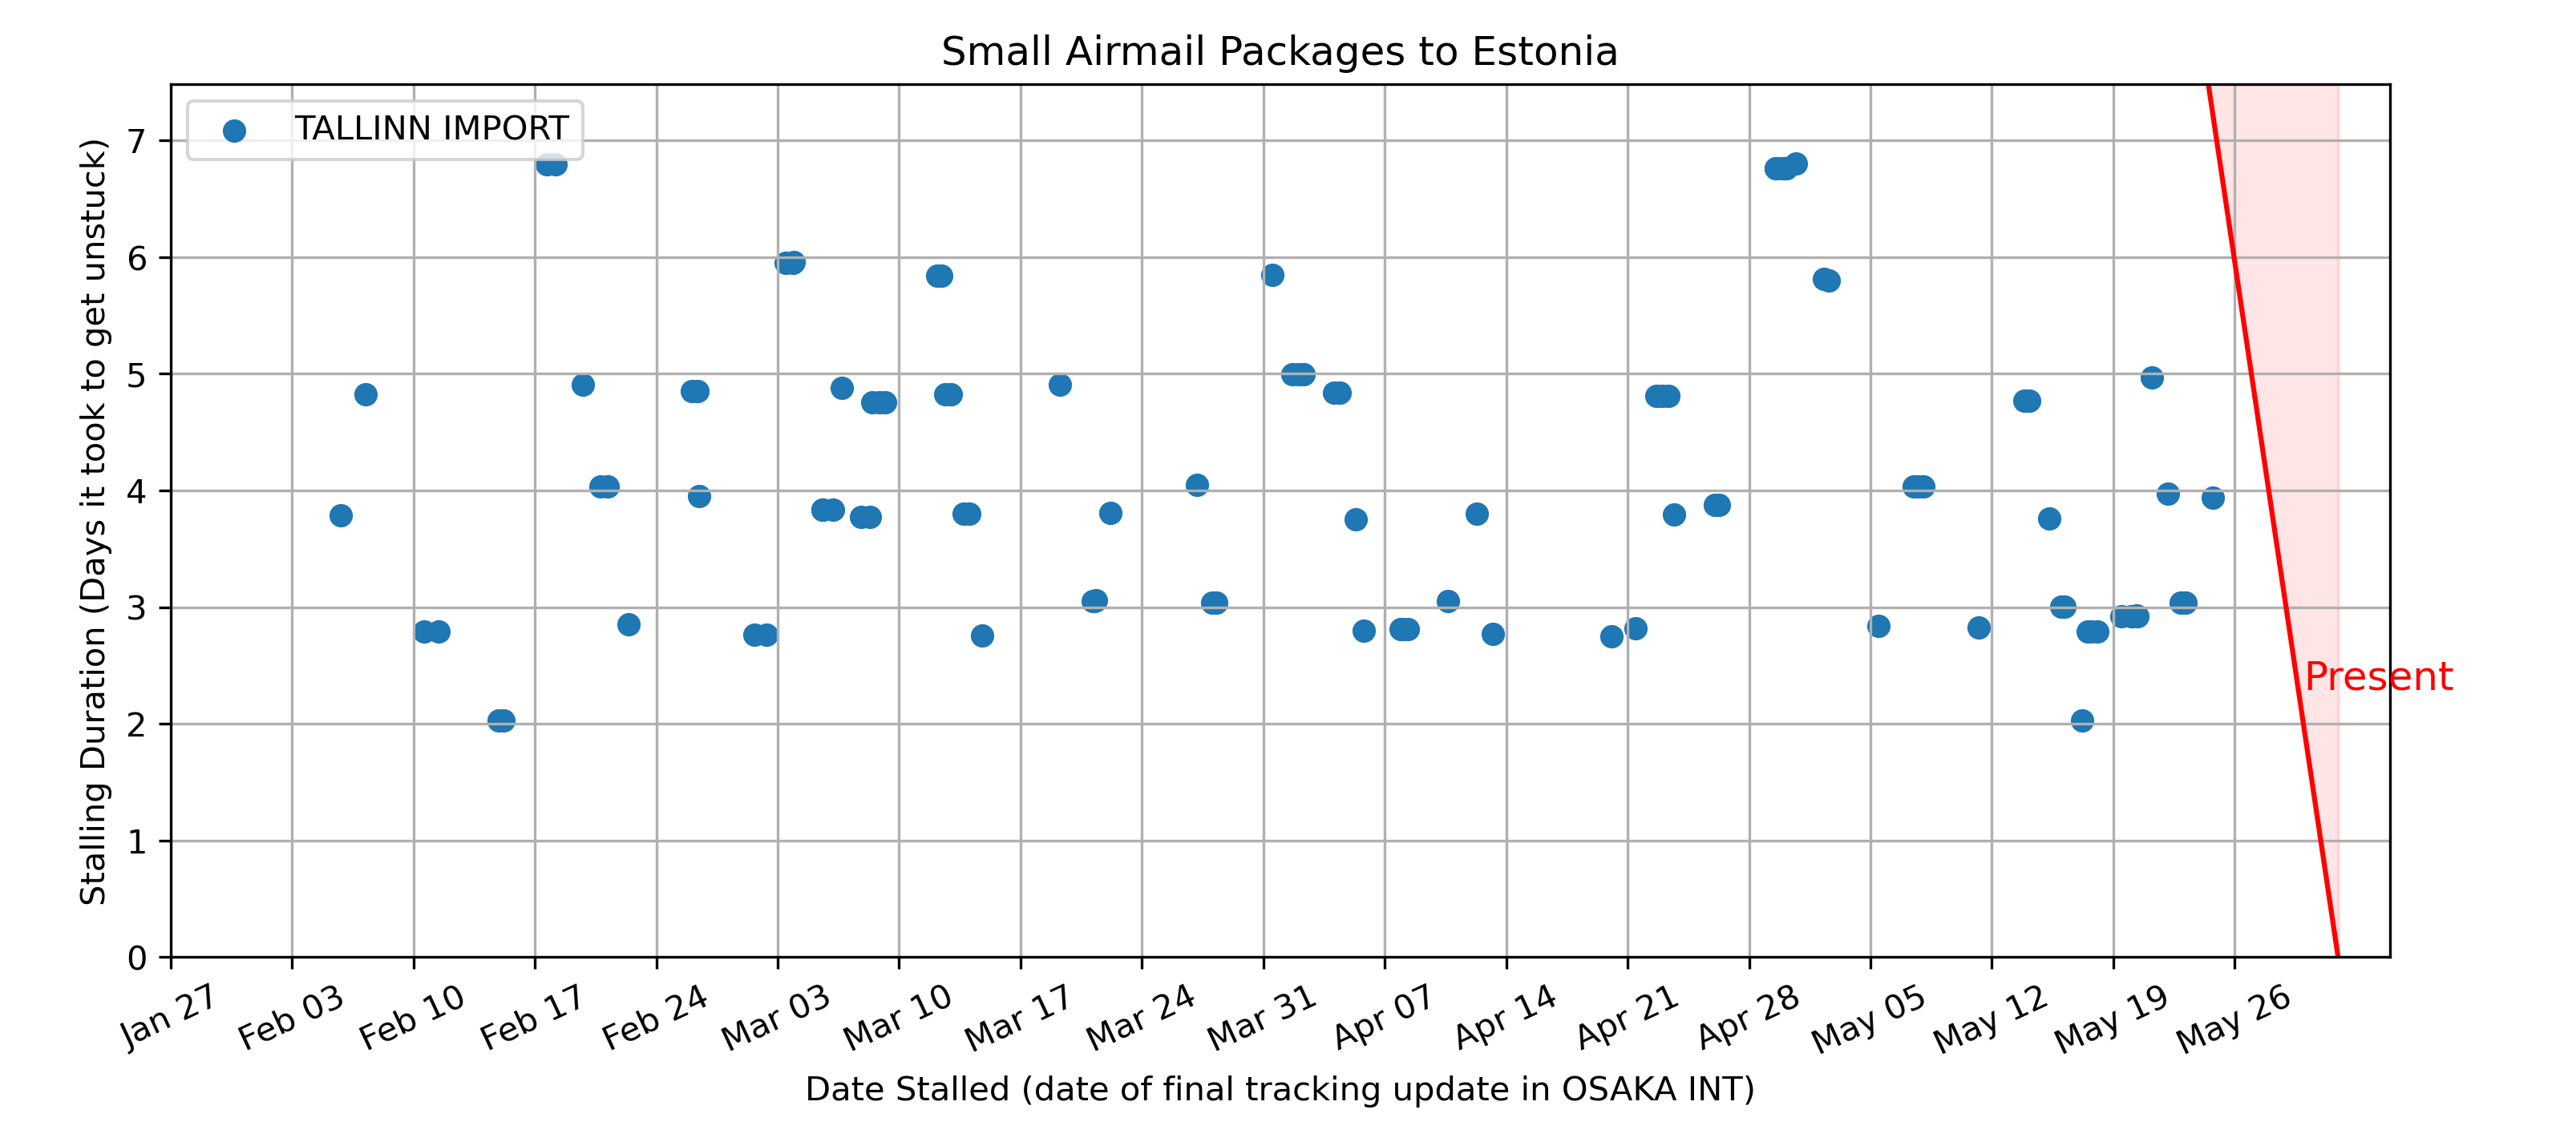 Small Airmail Packages to Estonia
TALLINN IMPORT
Stalling Duration (Days it took to get unstuck)
7
6
5
4
3
2
1
0
Present
Jan 27
Feb 03
Feb 10
Feb 17
Feb 24
Mar 03
Mar 10
Mar 17
Mar 24
Mar 31
Apr 07
Apr 14
Apr 21
Apr 28
May 05
May 12
May 19
May 26
Date Stalled (date of final tracking update in OSAKA INT)